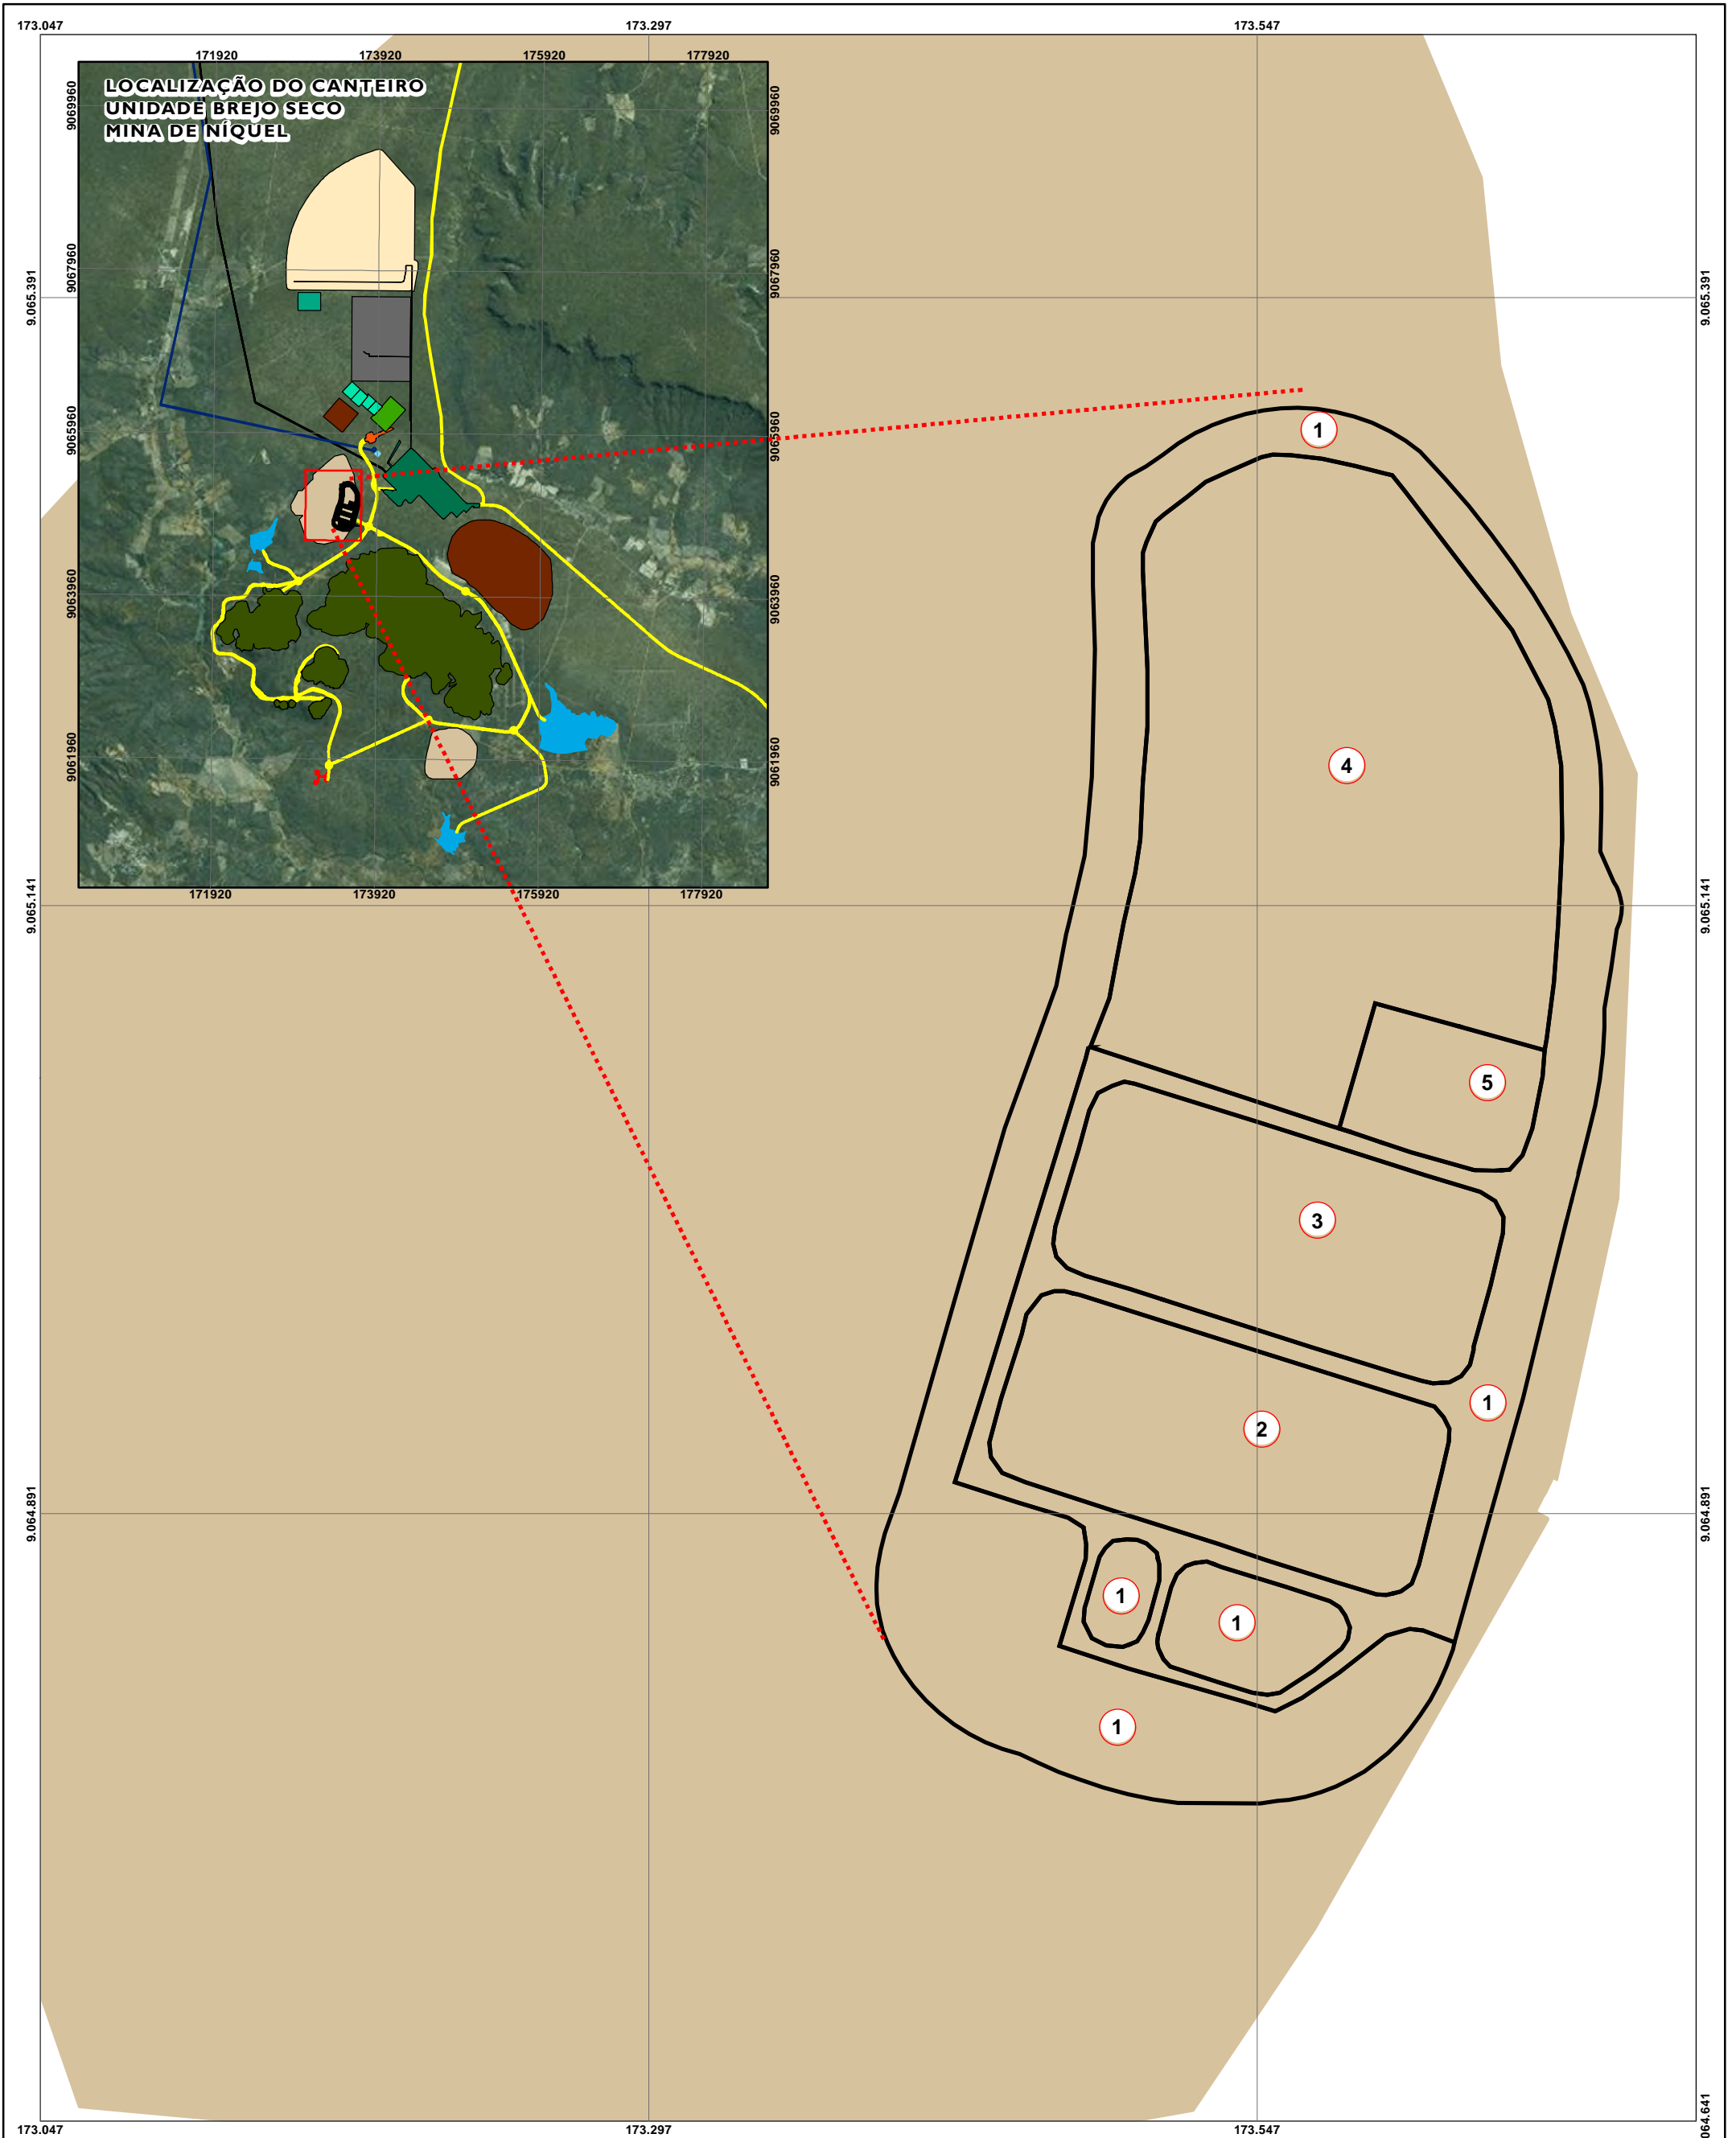 173.047 173.297 173.547
171920 173920 175920 177920
LOCALIZAÇÃO DO CANTEIRO
UNIDADE BREJO SECO
MINA DE NÍQUEL
9069960 9069960
9067960 9067960
9.065.391 9.065.391
9065960 9065960
1
9063960 9063960
9061960 9061960
4
171920 173920 175920 177920
9.065.141 9.065.141
5
3
1
2
9.064.891 9.064.891
1
1
1
064.641
173.047 173.297 173.547